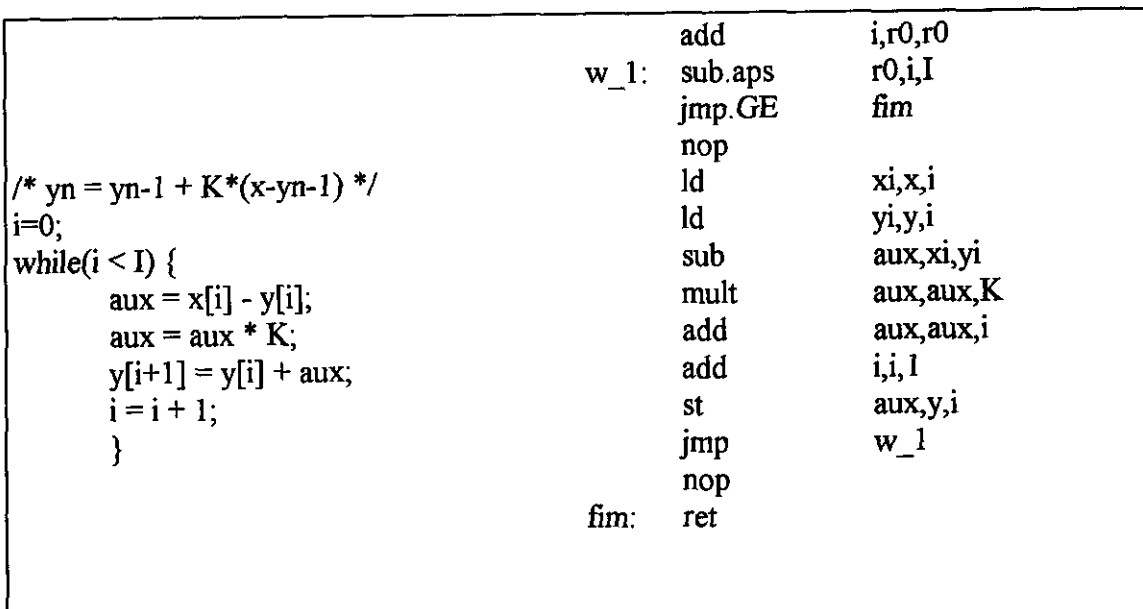 /* yn = yn-1 + K*(x-yn-1) */
i=0;
while(i < I) {
aux = x[i] - y[i];
aux = aux * K;
y[i+1] = y[i] + aux;
i = i + 1;
}
add i,r0,r0
w_1: sub.aps r0,i,I
jmp.GE fim
nop
ld xi,x,i
ld yi,y,i
sub aux,xi,yi
mult aux,aux,K
add aux,aux,i
add i,i,1
st aux,y,i
jmp w_1
nop
fim: ret